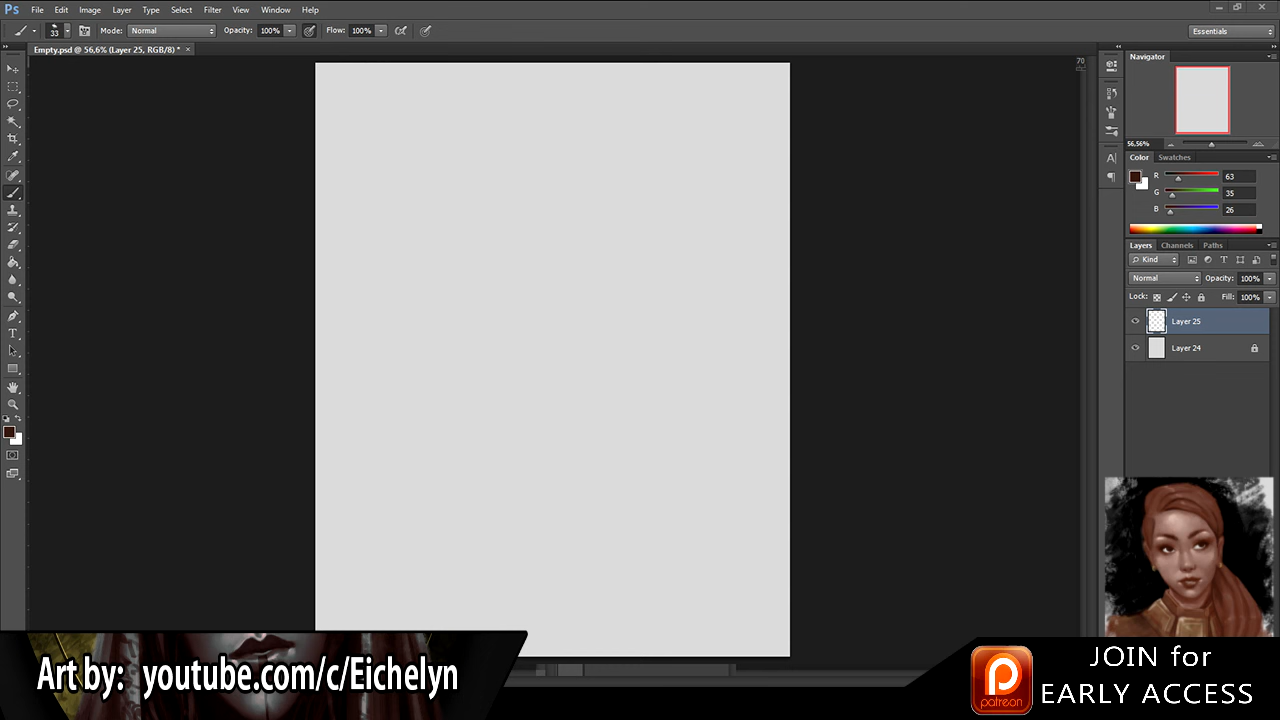 Ps File Edit Image Layer Type Select Filter View Window Help
33 Mode: Normal Opacity: 100% Flow: 100% Essentials
Empty.psd @ 56,6% (Layer 25, RGB/8) * ×
70
Navigator
56,56%
Color Swatches
R 63
G 35
B 26
Layers Channels Paths
Kind
Normal Opacity: 100%
Lock: Fill: 100%
Layer 25
Layer 24
Art by: youtube.com/c/Eichelyn
patreon
JOIN for
EARLY ACCESS